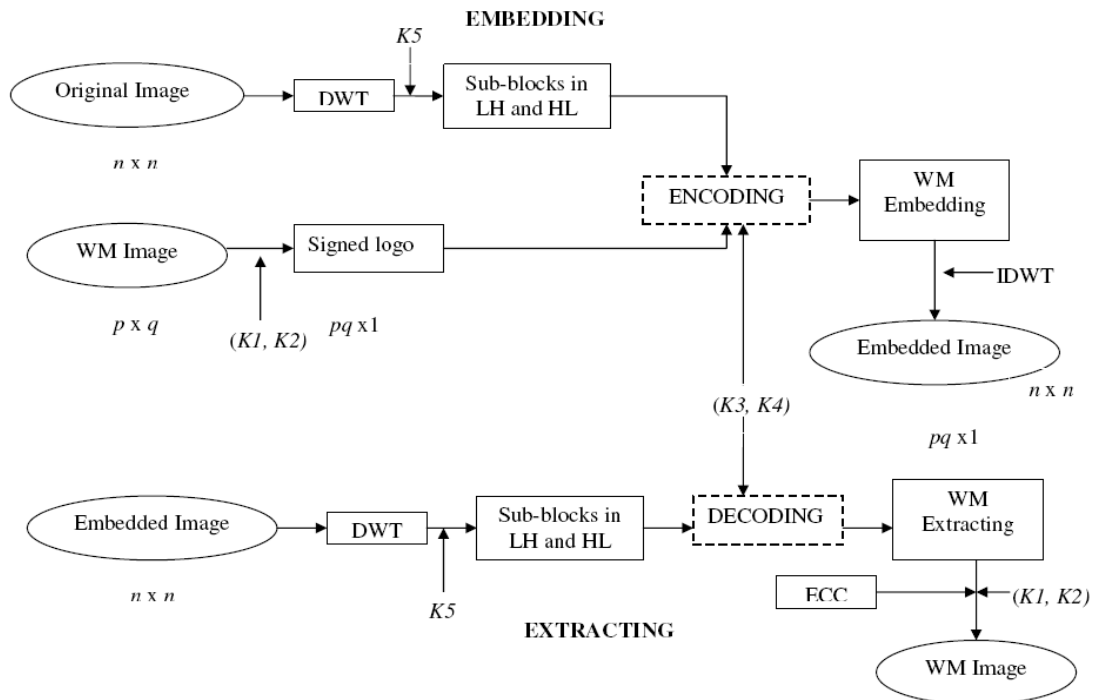 EMBEDDING
K5
Original Image
DWT
Sub-blocks in
LH and HL
n x n
ENCODING
WM
Embedding
WM Image
Signed logo
IDWT
p x q
(K1, K2)
pq x1
Embedded Image
n x n
(K3, K4)
pq x1
Embedded Image
DWT
Sub-blocks in
LH and HL
DECODING
WM
Extracting
n x n
K5
ECC
(K1, K2)
EXTRACTING
WM Image